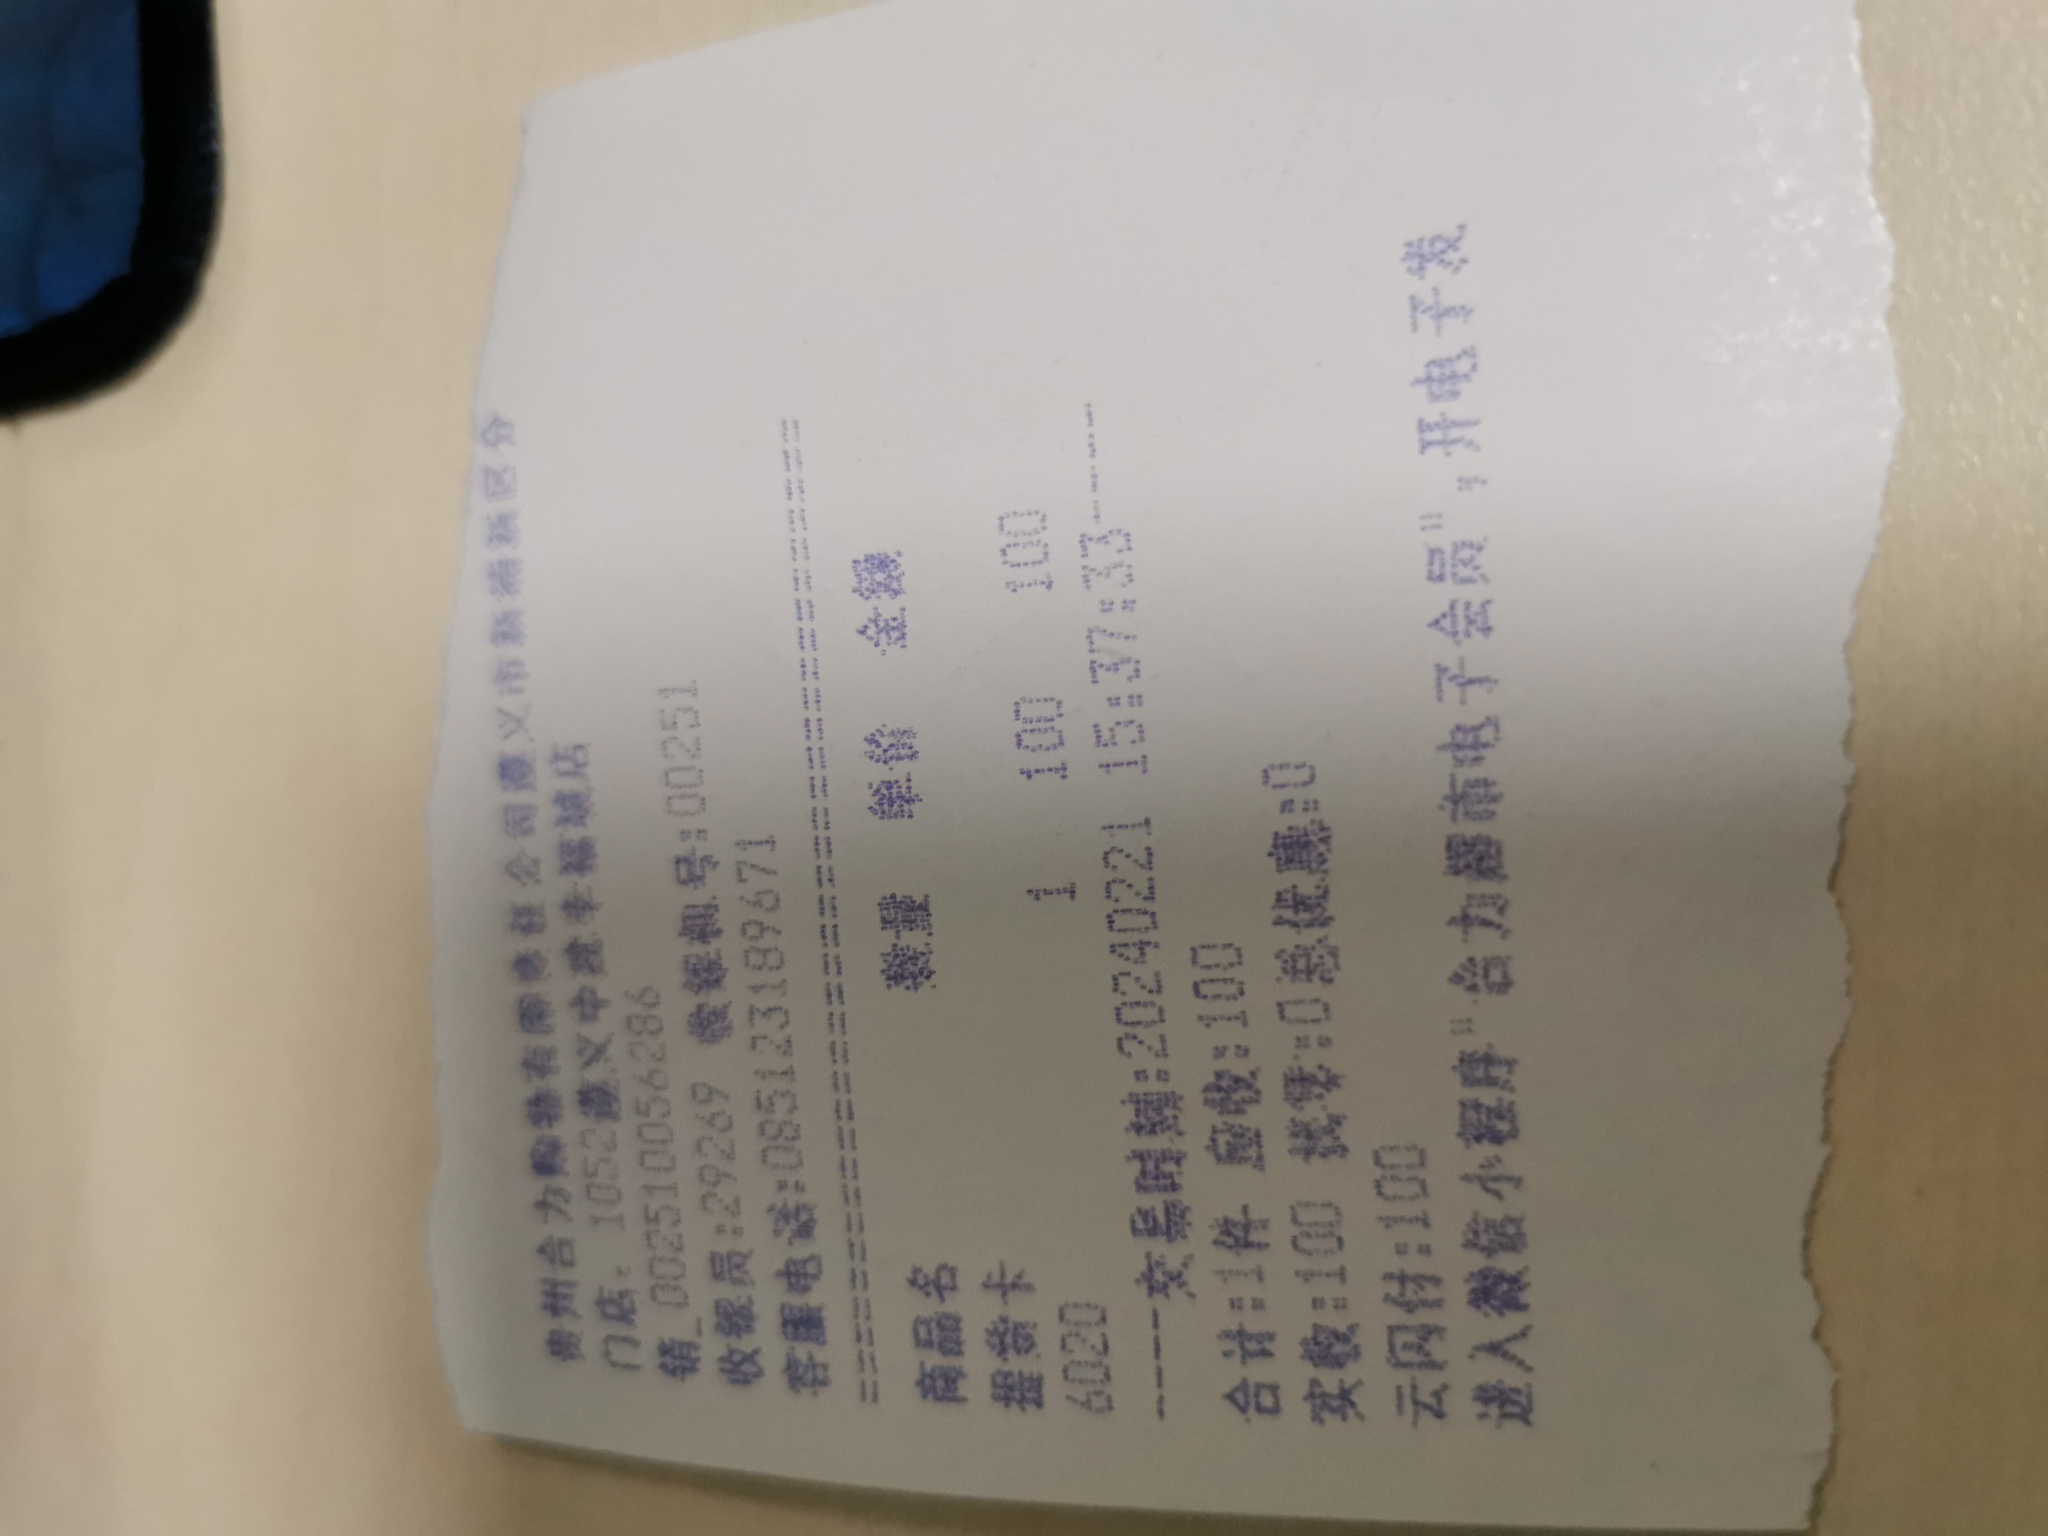 贵州合力购物有限责任公司遵义市新蒲新区分
门店: 1052遵义中建幸福城店
销_002510056286
收银员:29269 收银机号:00251
客服电话:085123189671
==================================
商品名 数量 单价 金额
提货卡
6020 1 100 100
-----交易时辅:20240221 15:37:33-----
合计:1件 应收:100
实收:100 找零:0总优惠:0
云闪付:100
进入微信小程序"合力超市电子会员",开电子发